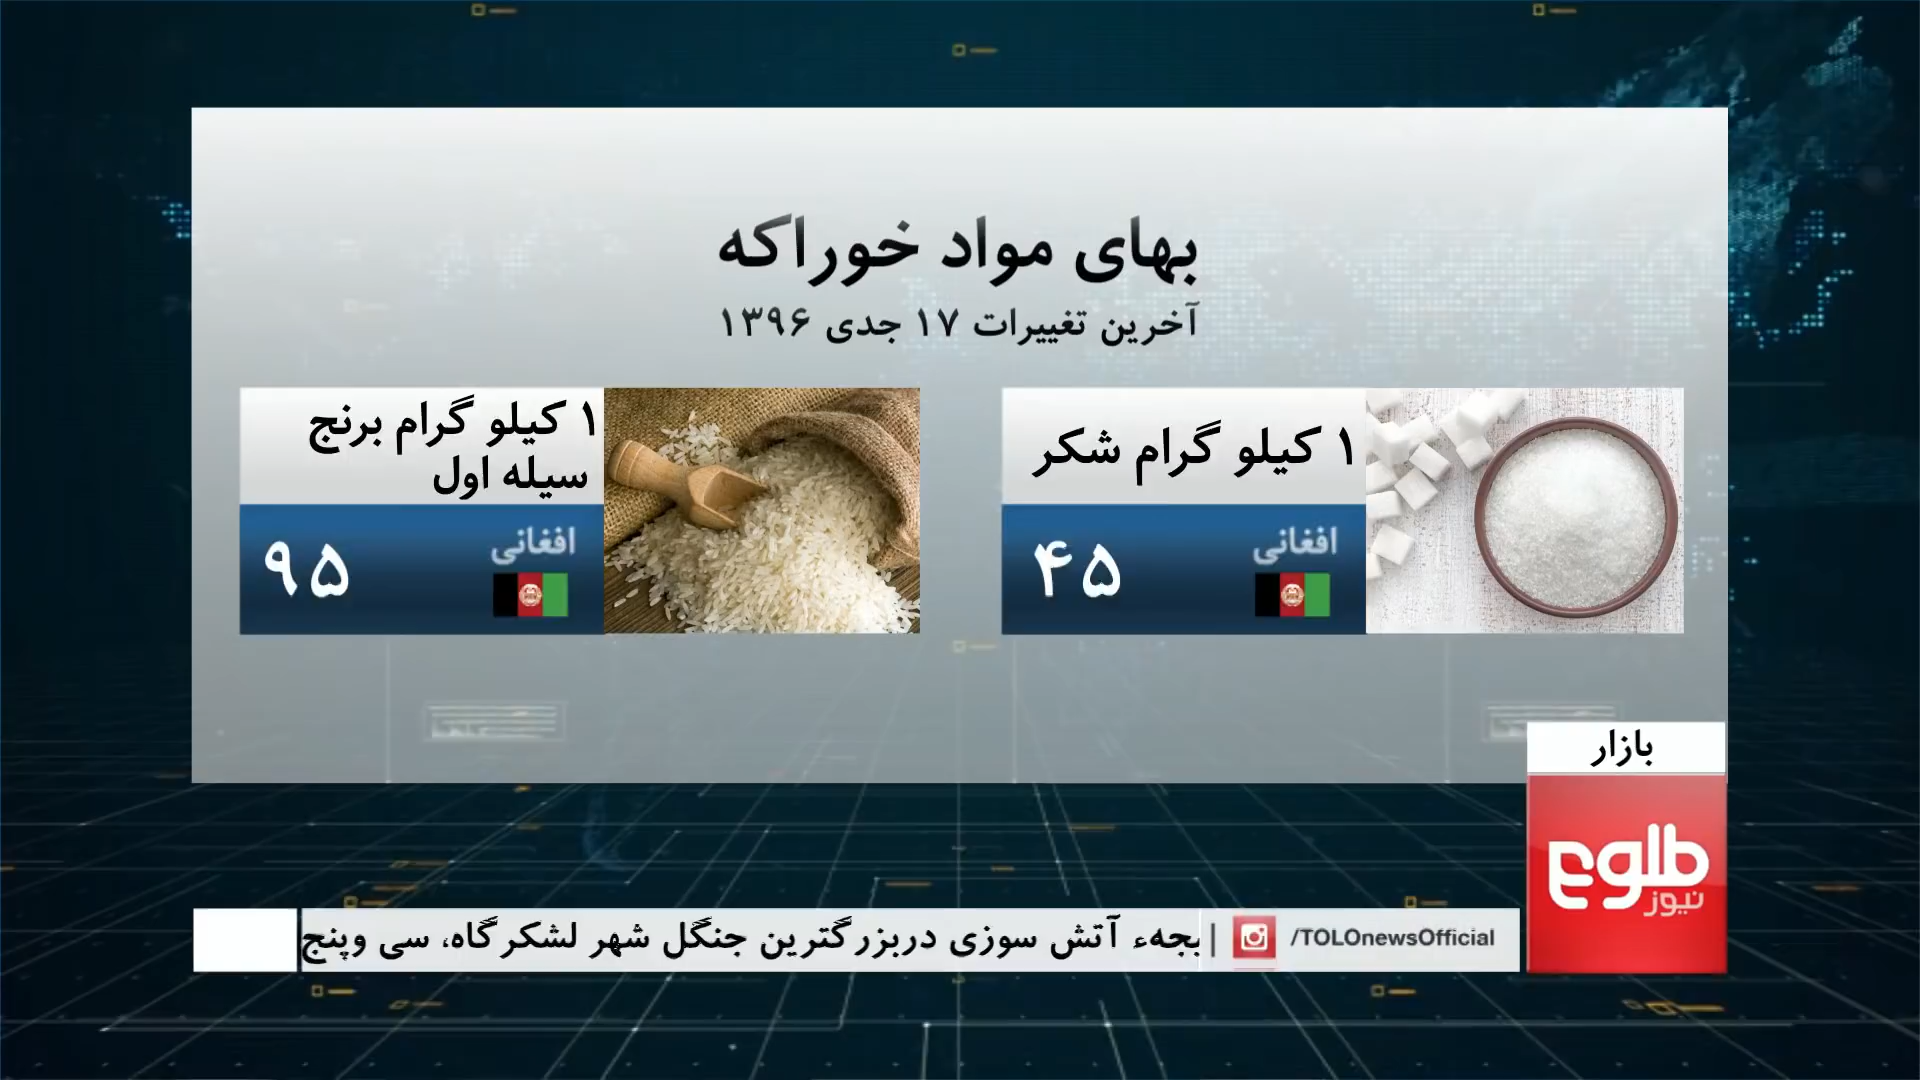 بهای مواد خوراکه
آخرین تغییرات ۱۷ جدی ۱۳۹۶
۱ کیلو گرام شکر
افغانی
۴۵
۱ کیلو گرام برنج
سیله اول
افغانی
۹۵
بازار
طلوع
نیوز
/TOLOnewsOfficial
آتش سوزی دربزرگترین جنگل شهر لشکرگاه، سی وپنج